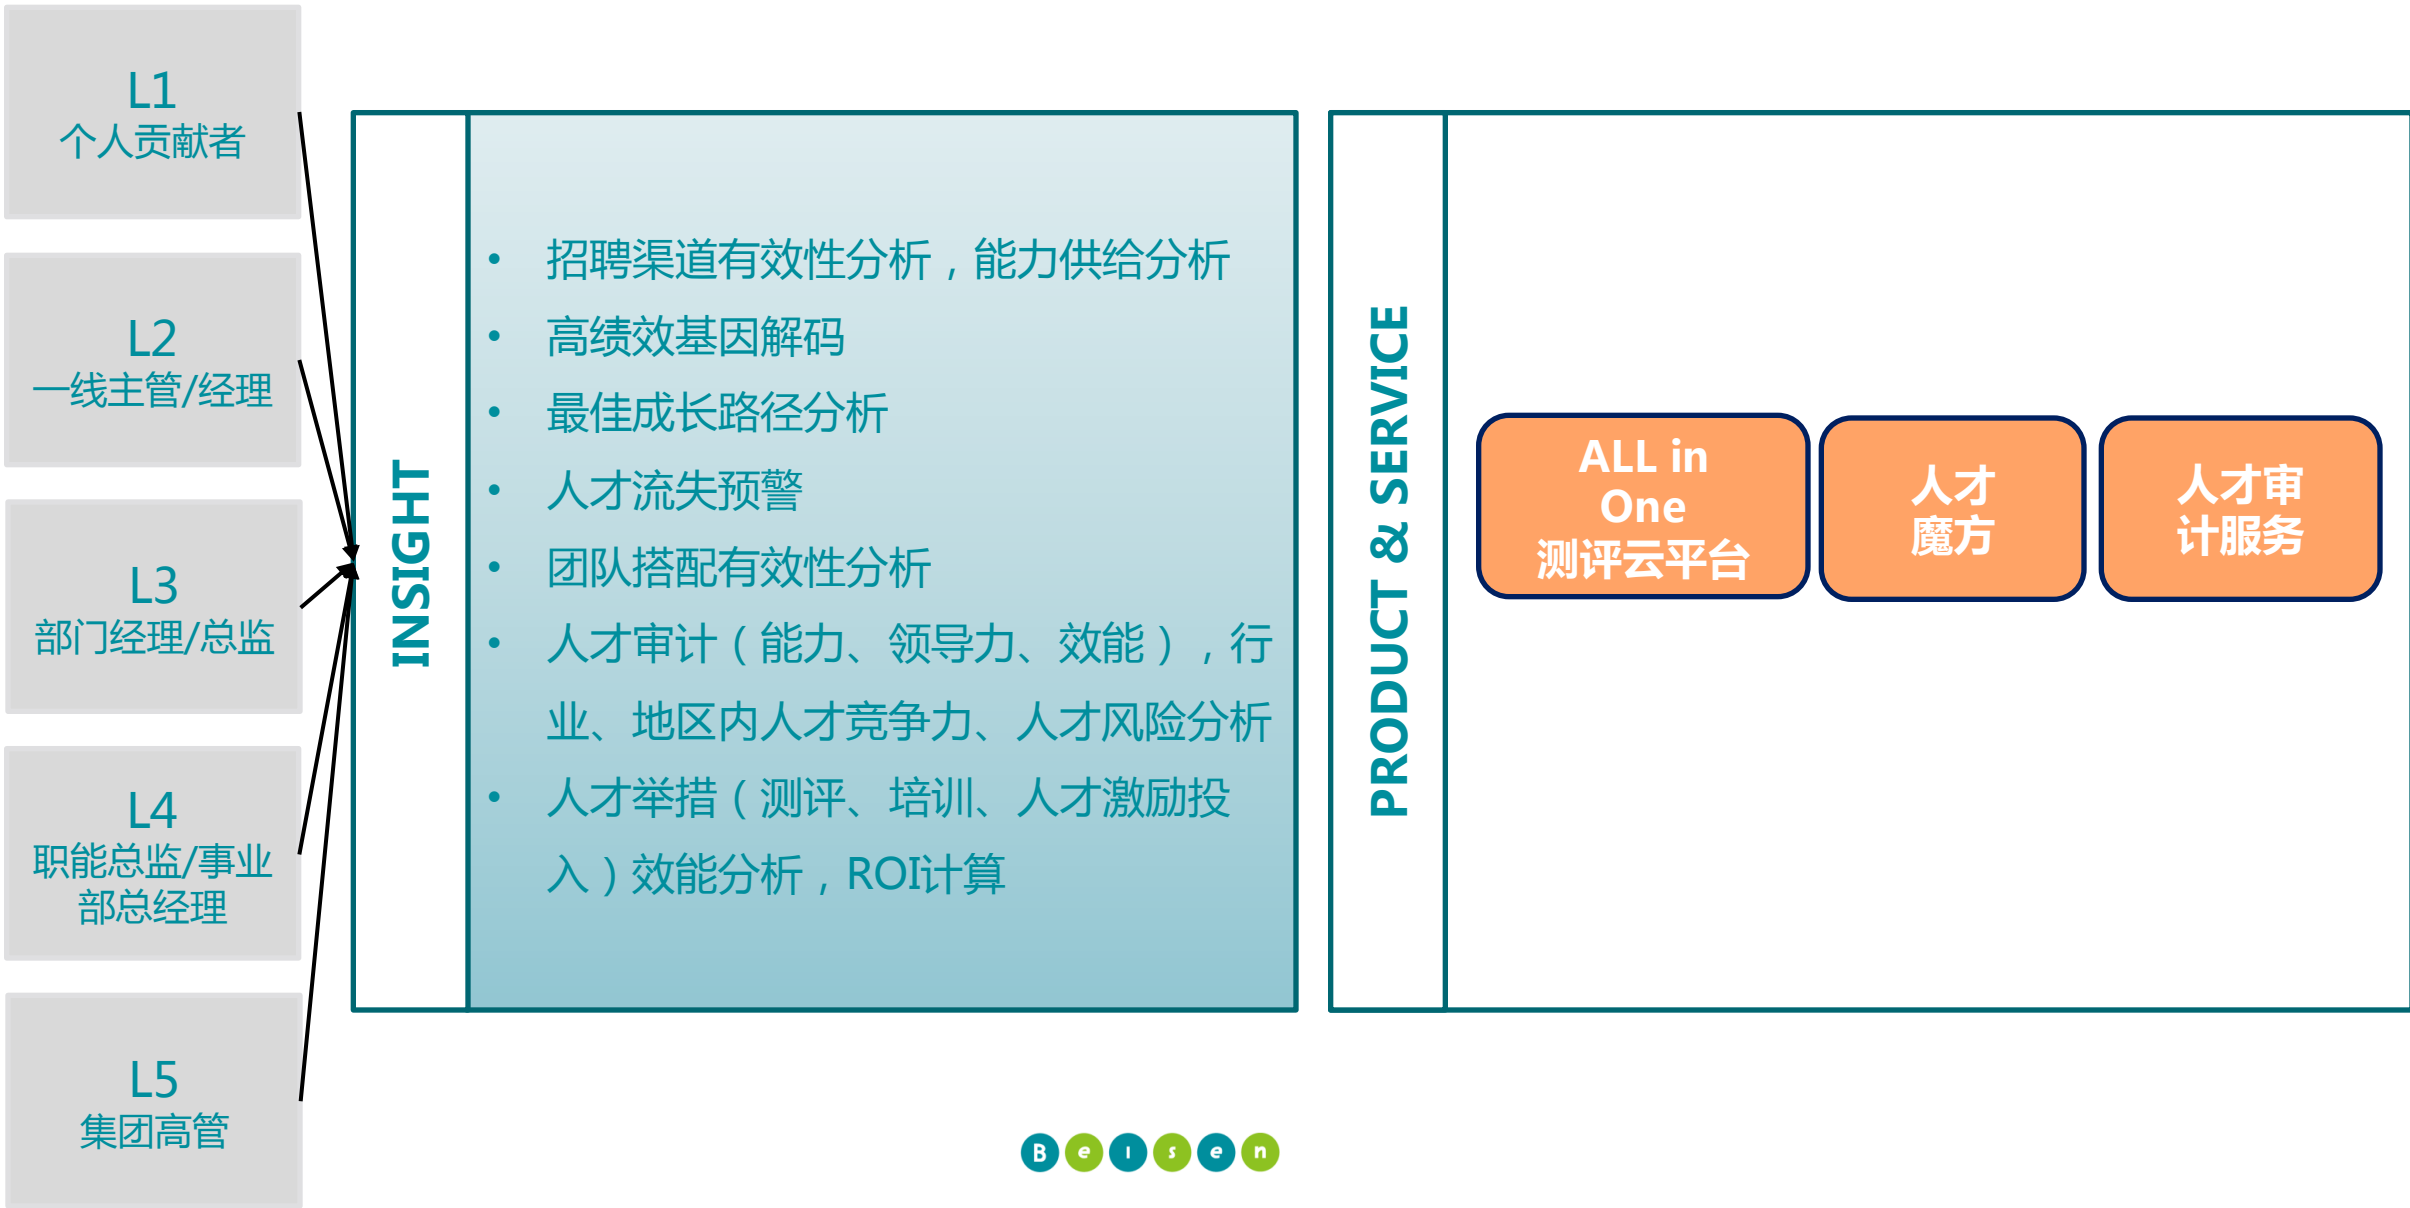 L1
个人贡献者
L2
一线主管/经理
L3
部门经理/总监
L4
职能总监/事业
部总经理
L5
集团高管
INSIGHT
• 招聘渠道有效性分析，能力供给分析
• 高绩效基因解码
• 最佳成长路径分析
• 人才流失预警
• 团队搭配有效性分析
• 人才审计（能力、领导力、效能），行
业、地区内人才竞争力、人才风险分析
• 人才举措（测评、培训、人才激励投
入）效能分析，ROI计算
PRODUCT & SERVICE
ALL in
One
测评云平台
人才
魔方
人才审
计服务
Beisen